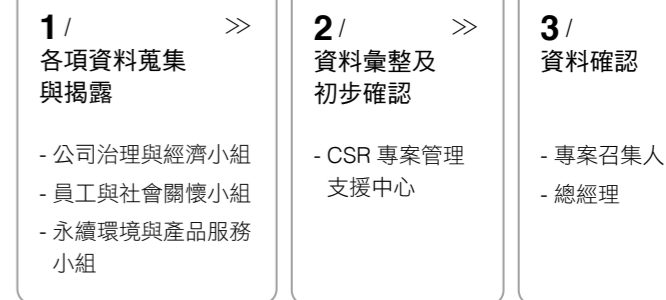 1 / >>
各項資料蒐集
與揭露
- 公司治理與經濟小組
- 員工與社會關懷小組
- 永續環境與產品服務
小組
2 / >>
資料彙整及
初步確認
- CSR 專案管理
支援中心
3 /
資料確認
- 專案召集人
- 總經理